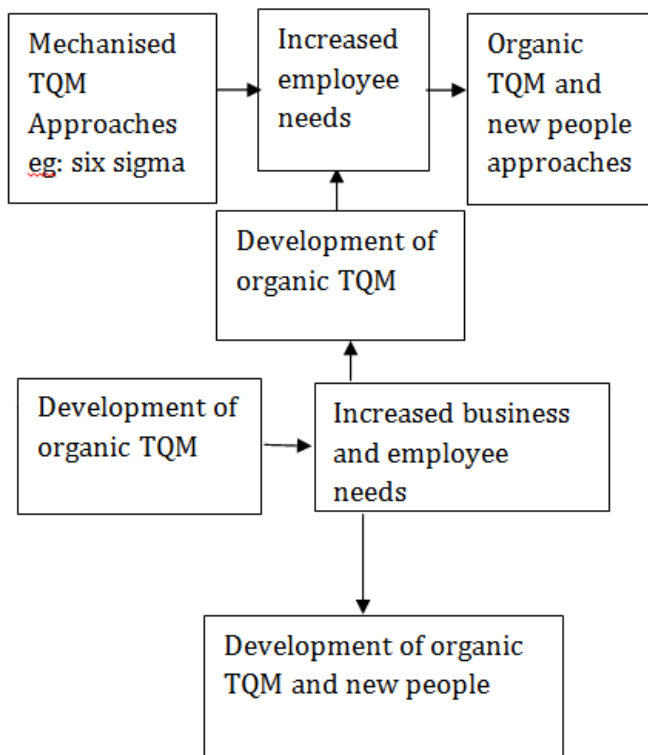 Mechanised
TQM
Approaches
eg: six sigma
Increased
employee
needs
Organic
TQM and
new people
approaches
Development of
organic TQM
Development of
organic TQM
Increased business
and employee
needs
Development of organic
TQM and new people